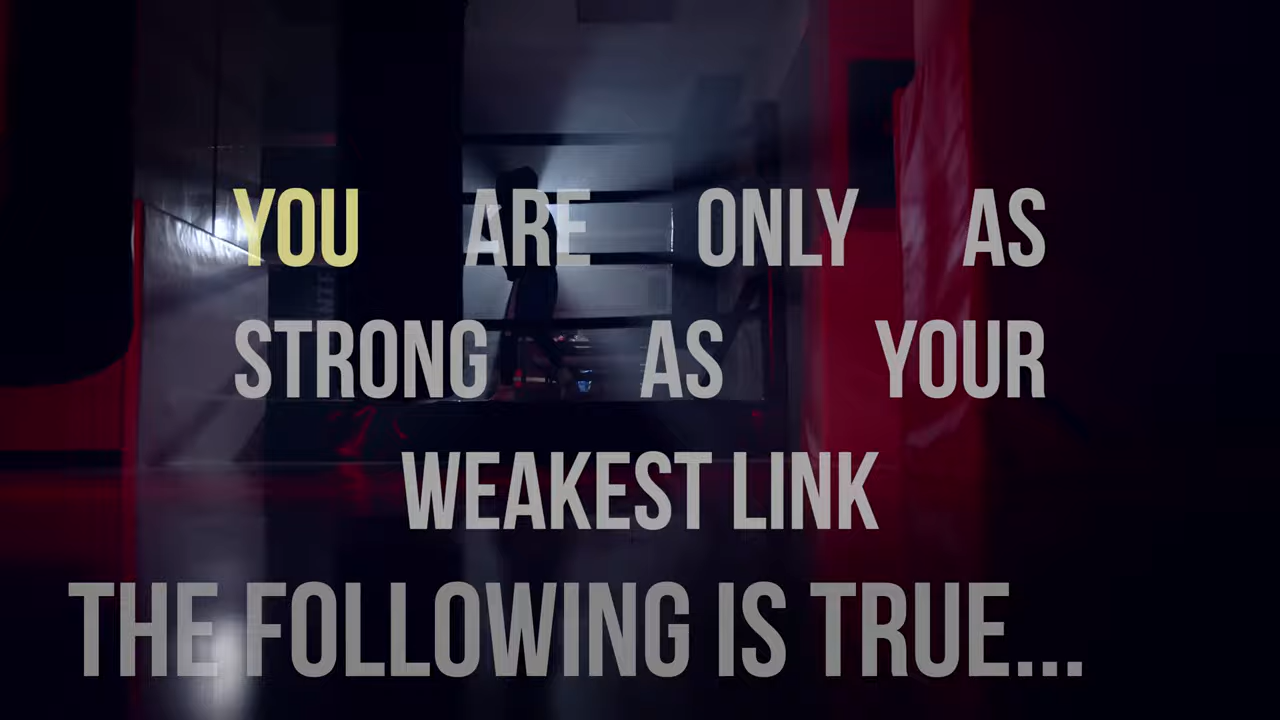 YOU ARE ONLY AS
STRONG AS YOUR
WEAKEST LINK
THE FOLLOWING IS TRUE...